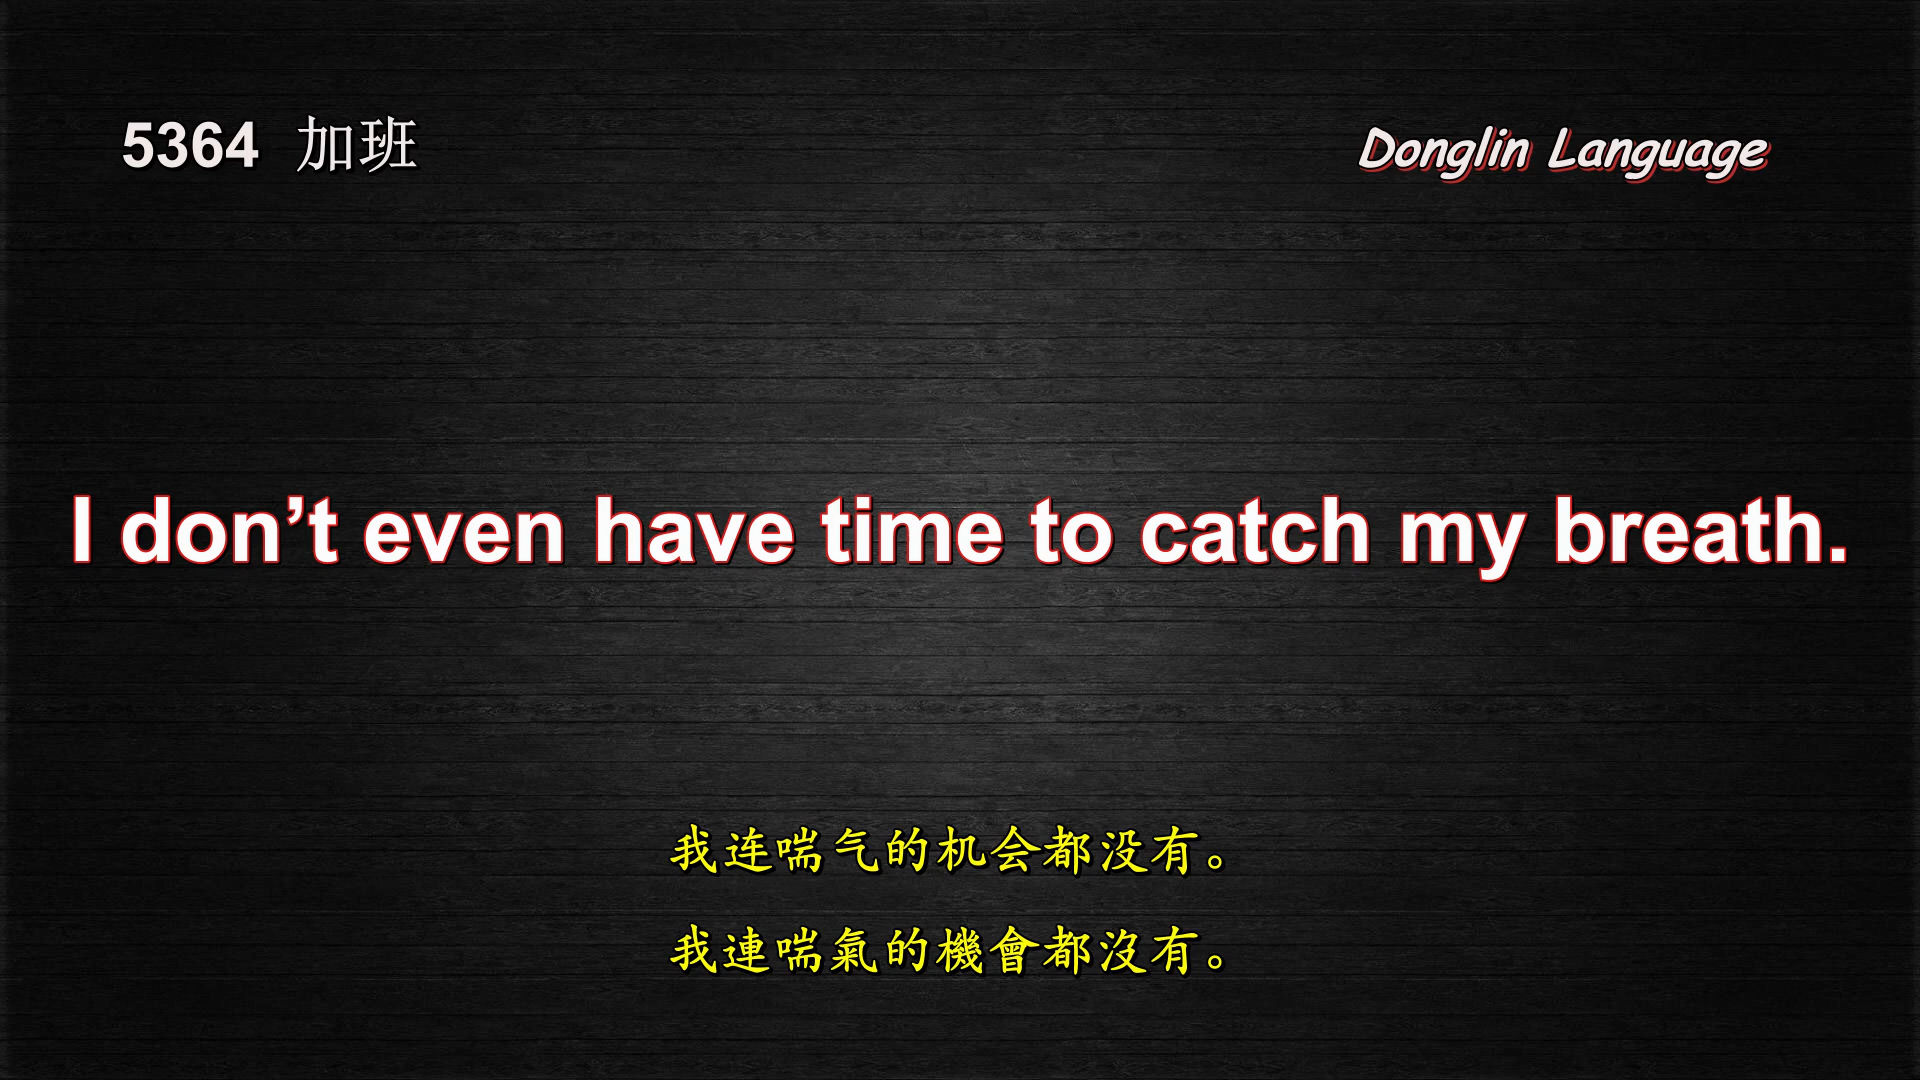 5364 加班
Donglin Language
I don’t even have time to catch my breath.
我连喘气的机会都没有。
我連喘氣的機會都沒有。